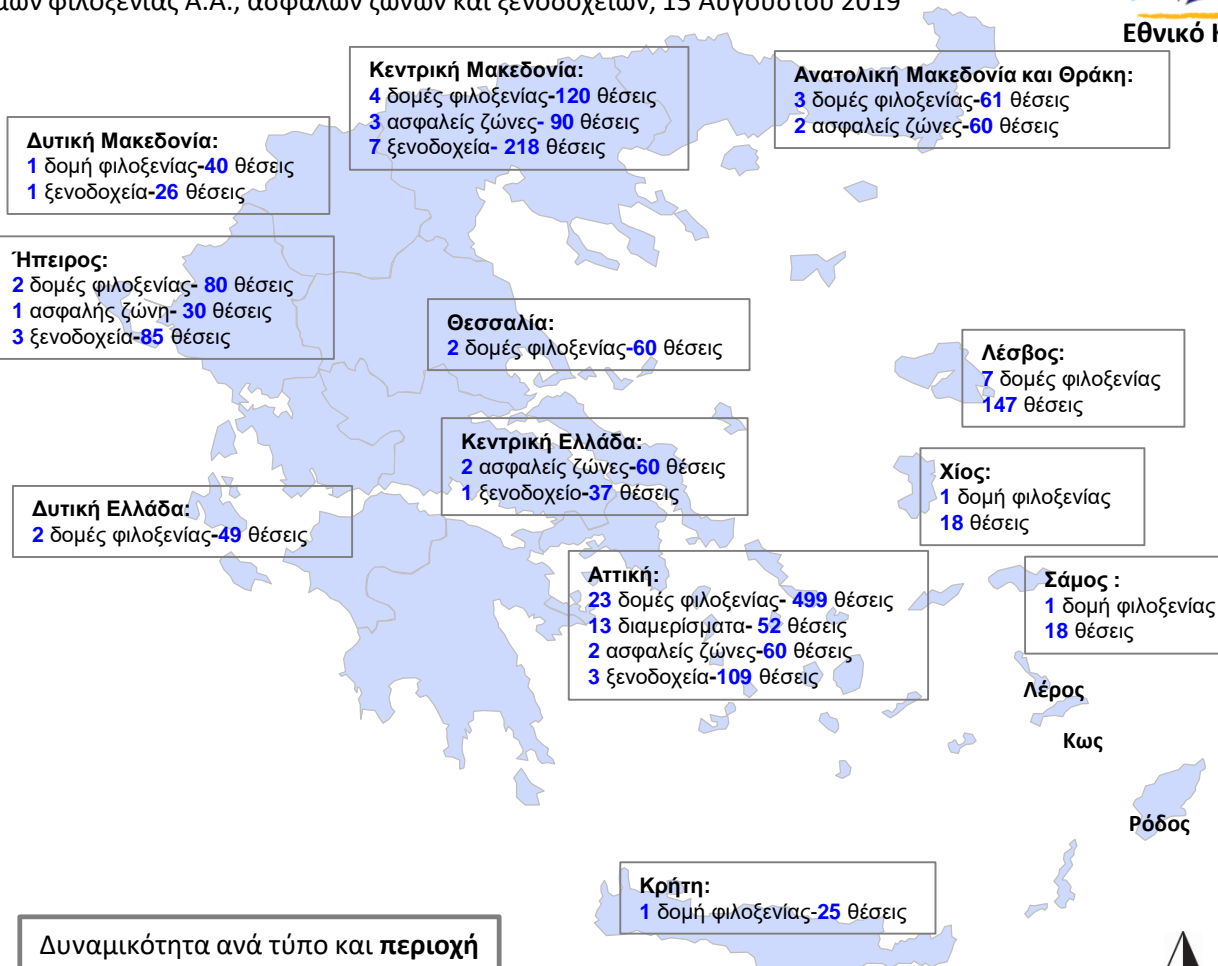 φιλοξενίας Α.Α., ασφαλών ζωνών και ξενοδοχείων, 15 Αυγούστου 2019
Εθνικό
Κεντρική Μακεδονία:
4 δομές φιλοξενίας-120 θέσεις
3 ασφαλείς ζώνες- 90 θέσεις
7 ξενοδοχεία- 218 θέσεις
Ανατολική Μακεδονία και Θράκη:
3 δομές φιλοξενίας-61 θέσεις
2 ασφαλείς ζώνες-60 θέσεις
Δυτική Μακεδονία:
1 δομή φιλοξενίας-40 θέσεις
1 ξενοδοχεία-26 θέσεις
Ήπειρος:
2 δομές φιλοξενίας- 80 θέσεις
1 ασφαλής ζώνη- 30 θέσεις
3 ξενοδοχεία-85 θέσεις
Θεσσαλία:
2 δομές φιλοξενίας-60 θέσεις
Λέσβος:
7 δομές φιλοξενίας
147 θέσεις
Κεντρική Ελλάδα:
2 ασφαλείς ζώνες-60 θέσεις
1 ξενοδοχείο-37 θέσεις
Χίος:
1 δομή φιλοξενίας
18 θέσεις
Δυτική Ελλάδα:
2 δομές φιλοξενίας-49 θέσεις
Αττική:
23 δομές φιλοξενίας- 499 θέσεις
13 διαμερίσματα- 52 θέσεις
2 ασφαλείς ζώνες-60 θέσεις
3 ξενοδοχεία-109 θέσεις
Σάμος :
1 δομή φιλοξενίας
18 θέσεις
Λέρος
Κως
Ρόδος
Κρήτη:
1 δομή φιλοξενίας-25 θέσεις
Δυναμικότητα ανά τύπο και περιοχή